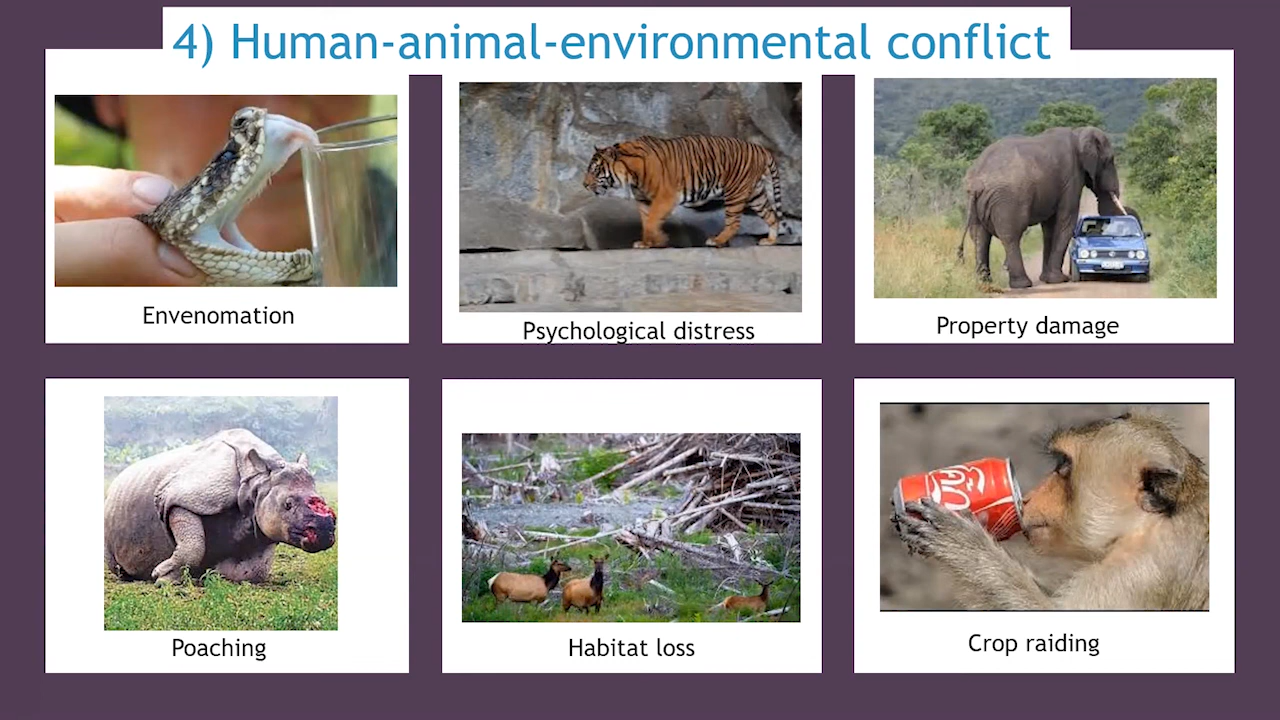 4) Human-animal-environmental conflict
Envenomation
Psychological distress
Property damage
Poaching
Habitat loss
Crop raiding